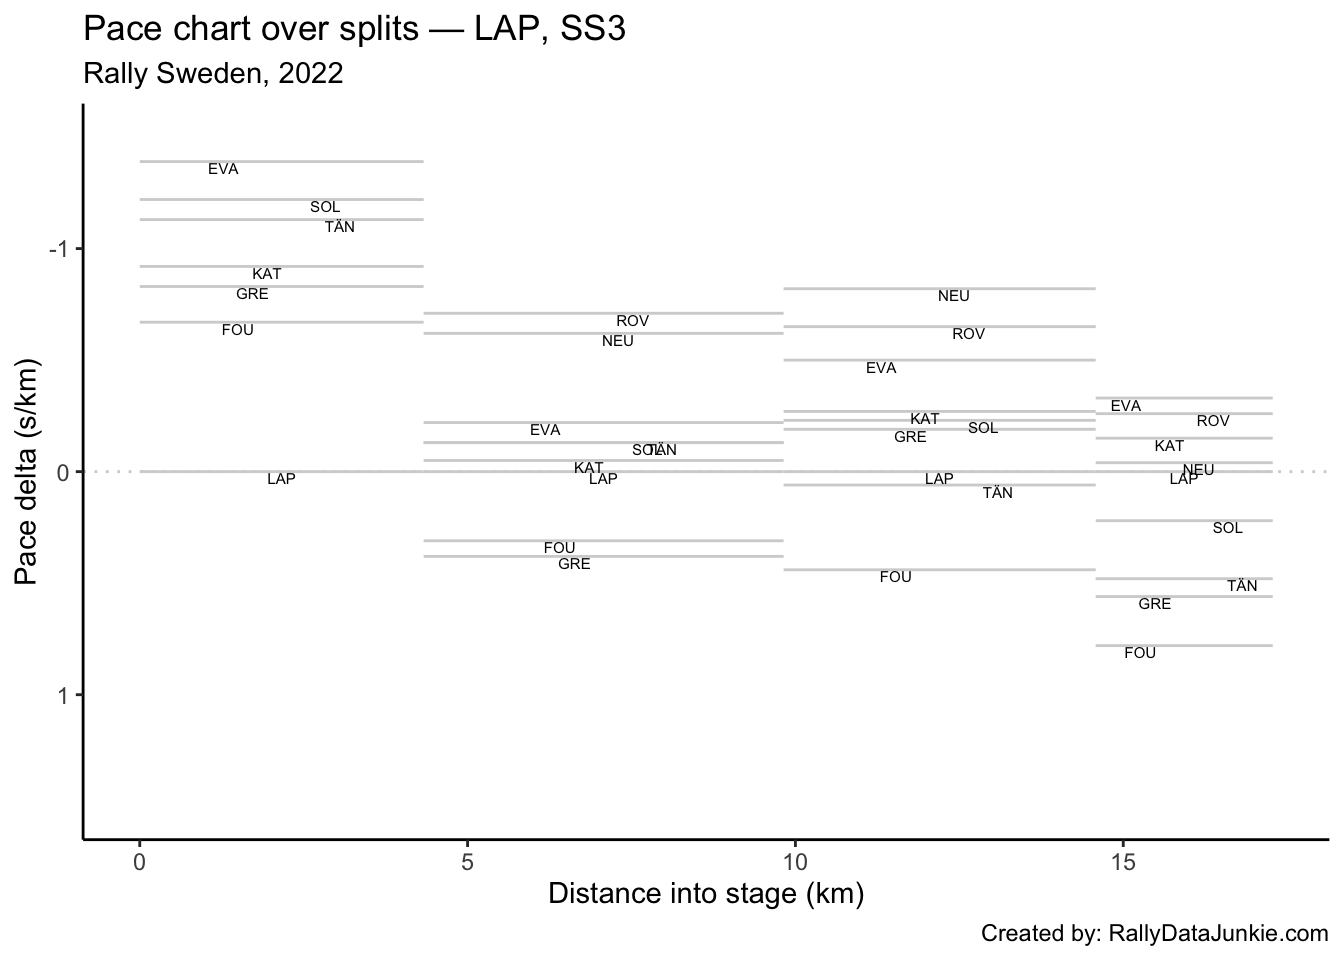 Pace chart over splits — LAP, SS3
Rally Sweden, 2022
EVA
SOL
TÄN
-1
KAT
GRE
NEU
FOU
ROV
ROV
NEU
EVA
EVA
ROV
KAT
EVA
SOL
GRE
SOL
TÄN
KAT
KAT
NEU
0
LAP
LAP
LAP
LAP
TÄN
SOL
FOU
GRE
FOU
TÄN
GRE
FOU
1
Pace delta (s/km)
0
5
10
15
Distance into stage (km)
Created by: RallyDataJunkie.com